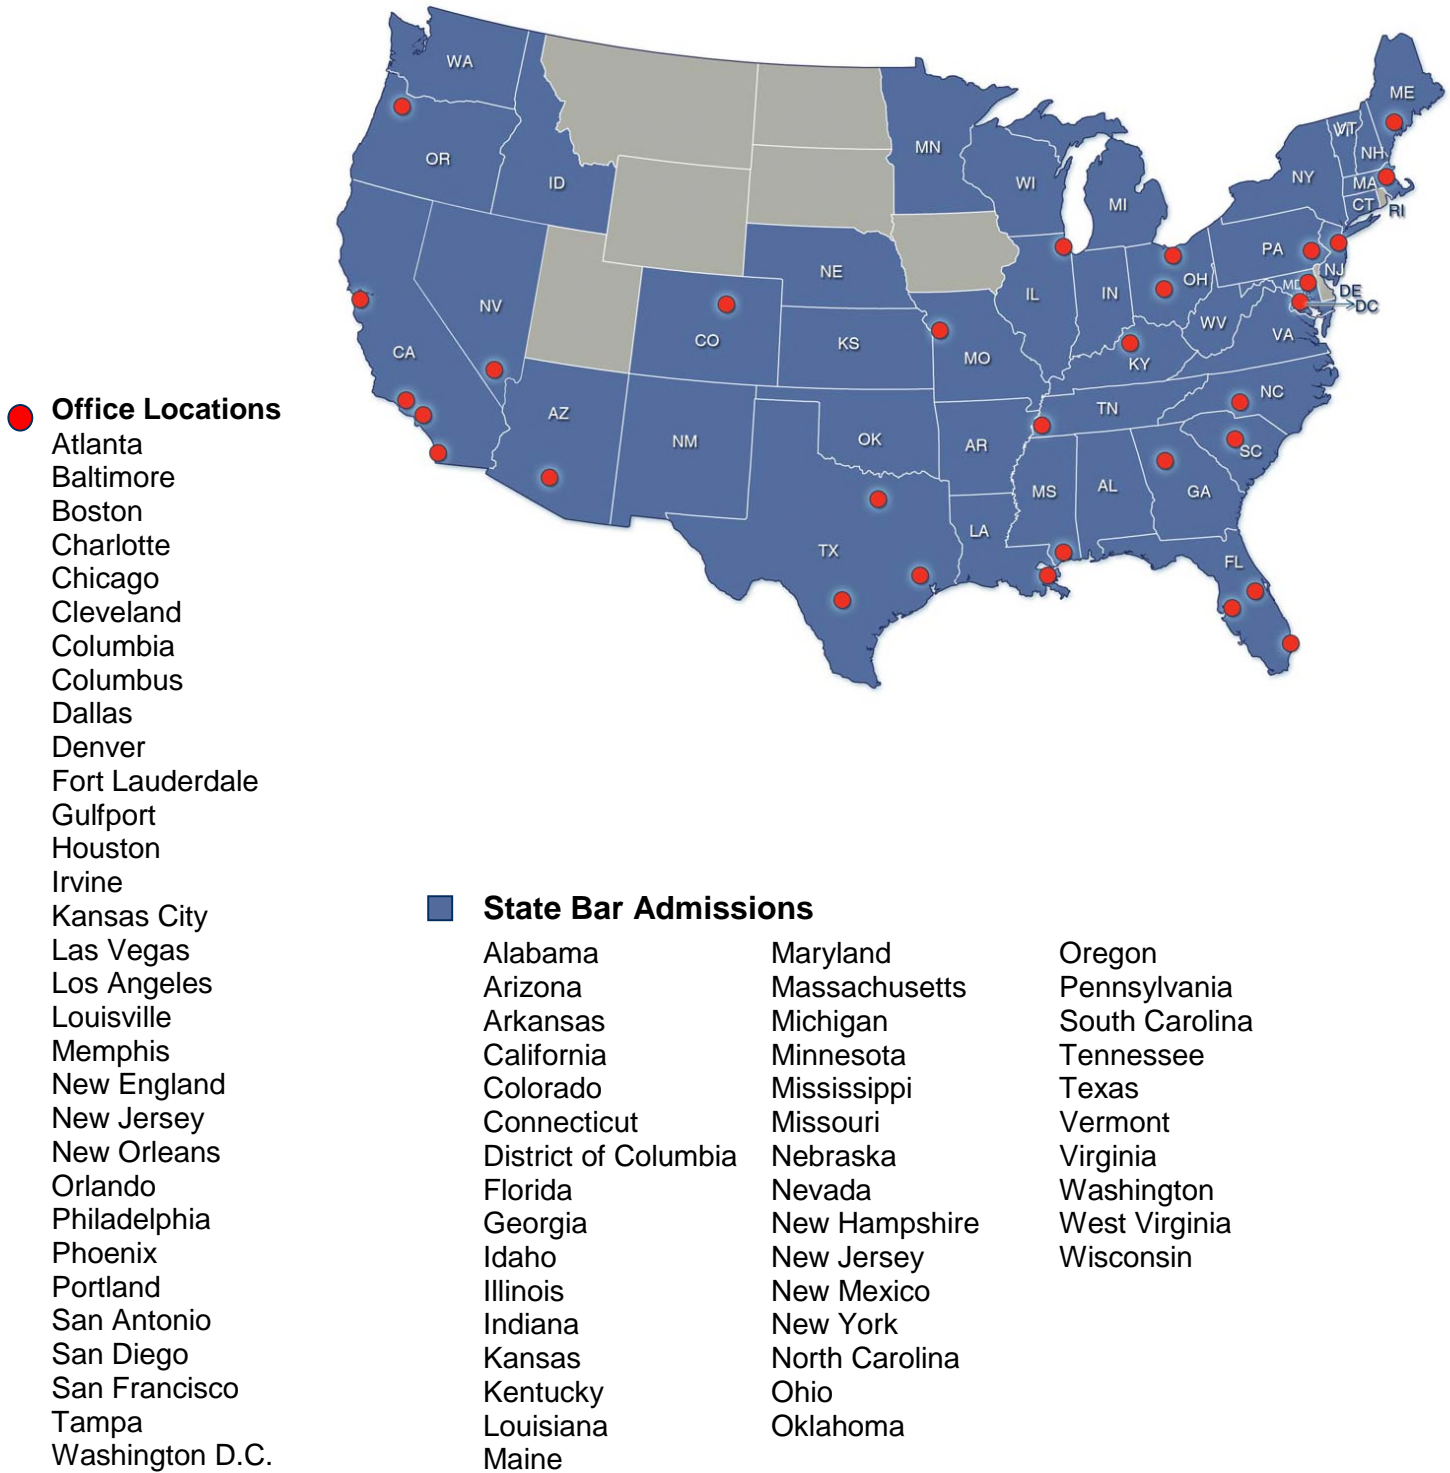 WA
ME
OR
ID
MN
WI
MI
NY
VT
NH
MA
CT
RI
NV
CA
NE
CO
KS
IL
IN
OH
PA
NJ
MD
DE
DC
WV
VA
MO
KY
AZ
NM
OK
AR
TN
NC
SC
TX
LA
MS
AL
GA
FL
Office Locations
Atlanta
Baltimore
Boston
Charlotte
Chicago
Cleveland
Columbia
Columbus
Dallas
Denver
Fort Lauderdale
Gulfport
Houston
Irvine
Kansas City
Las Vegas
Los Angeles
Louisville
Memphis
New England
New Jersey
New Orleans
Orlando
Philadelphia
Phoenix
Portland
San Antonio
San Diego
San Francisco
Tampa
Washington D.C.
State Bar Admissions
Alabama
Arizona
Arkansas
California
Colorado
Connecticut
District of Columbia
Florida
Georgia
Idaho
Illinois
Indiana
Kansas
Kentucky
Louisiana
Maine
Maryland
Massachusetts
Michigan
Minnesota
Mississippi
Missouri
Nebraska
Nevada
New Hampshire
New Jersey
New Mexico
New York
North Carolina
Ohio
Oklahoma
Oregon
Pennsylvania
South Carolina
Tennessee
Texas
Vermont
Virginia
Washington
West Virginia
Wisconsin